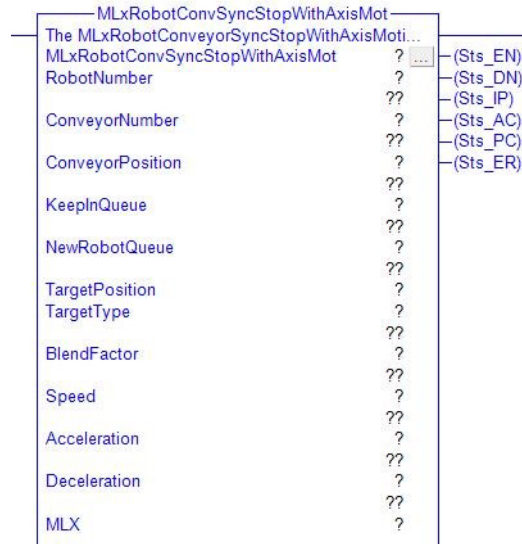 MLxRobotConvSyncStopWithAxisMot
The MLxRobotConveyorSyncStopWithAxisMoti...
MLxRobotConvSyncStopWithAxisMot ? ... (Sts_EN)
RobotNumber ? (Sts_DN)
?? (Sts_IP)
ConveyorNumber ? (Sts_AC)
?? (Sts_PC)
ConveyorPosition ? (Sts_ER)
??
KeepInQueue ?
??
NewRobotQueue ?
??
TargetPosition ?
TargetType ?
??
BlendFactor ?
??
Speed ?
??
Acceleration ?
??
Deceleration ?
??
MLX ?